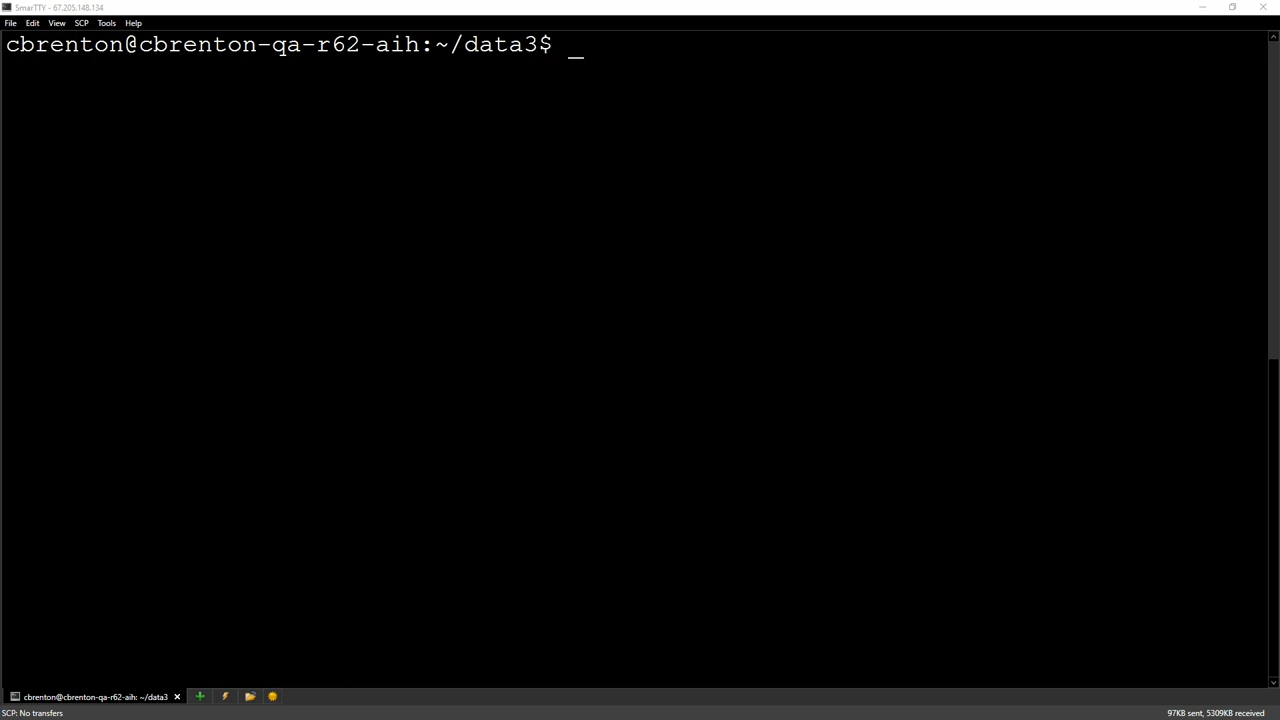 SmarTTY - 67.205.148.134
File Edit View SCP Tools Help
cbrenton@cbrenton-qa-r62-aih:~/data3$ _
cbrenton@cbrenton-qa-r62-aih: ~/data3
SCP: No transfers
97KB sent, 5309KB received